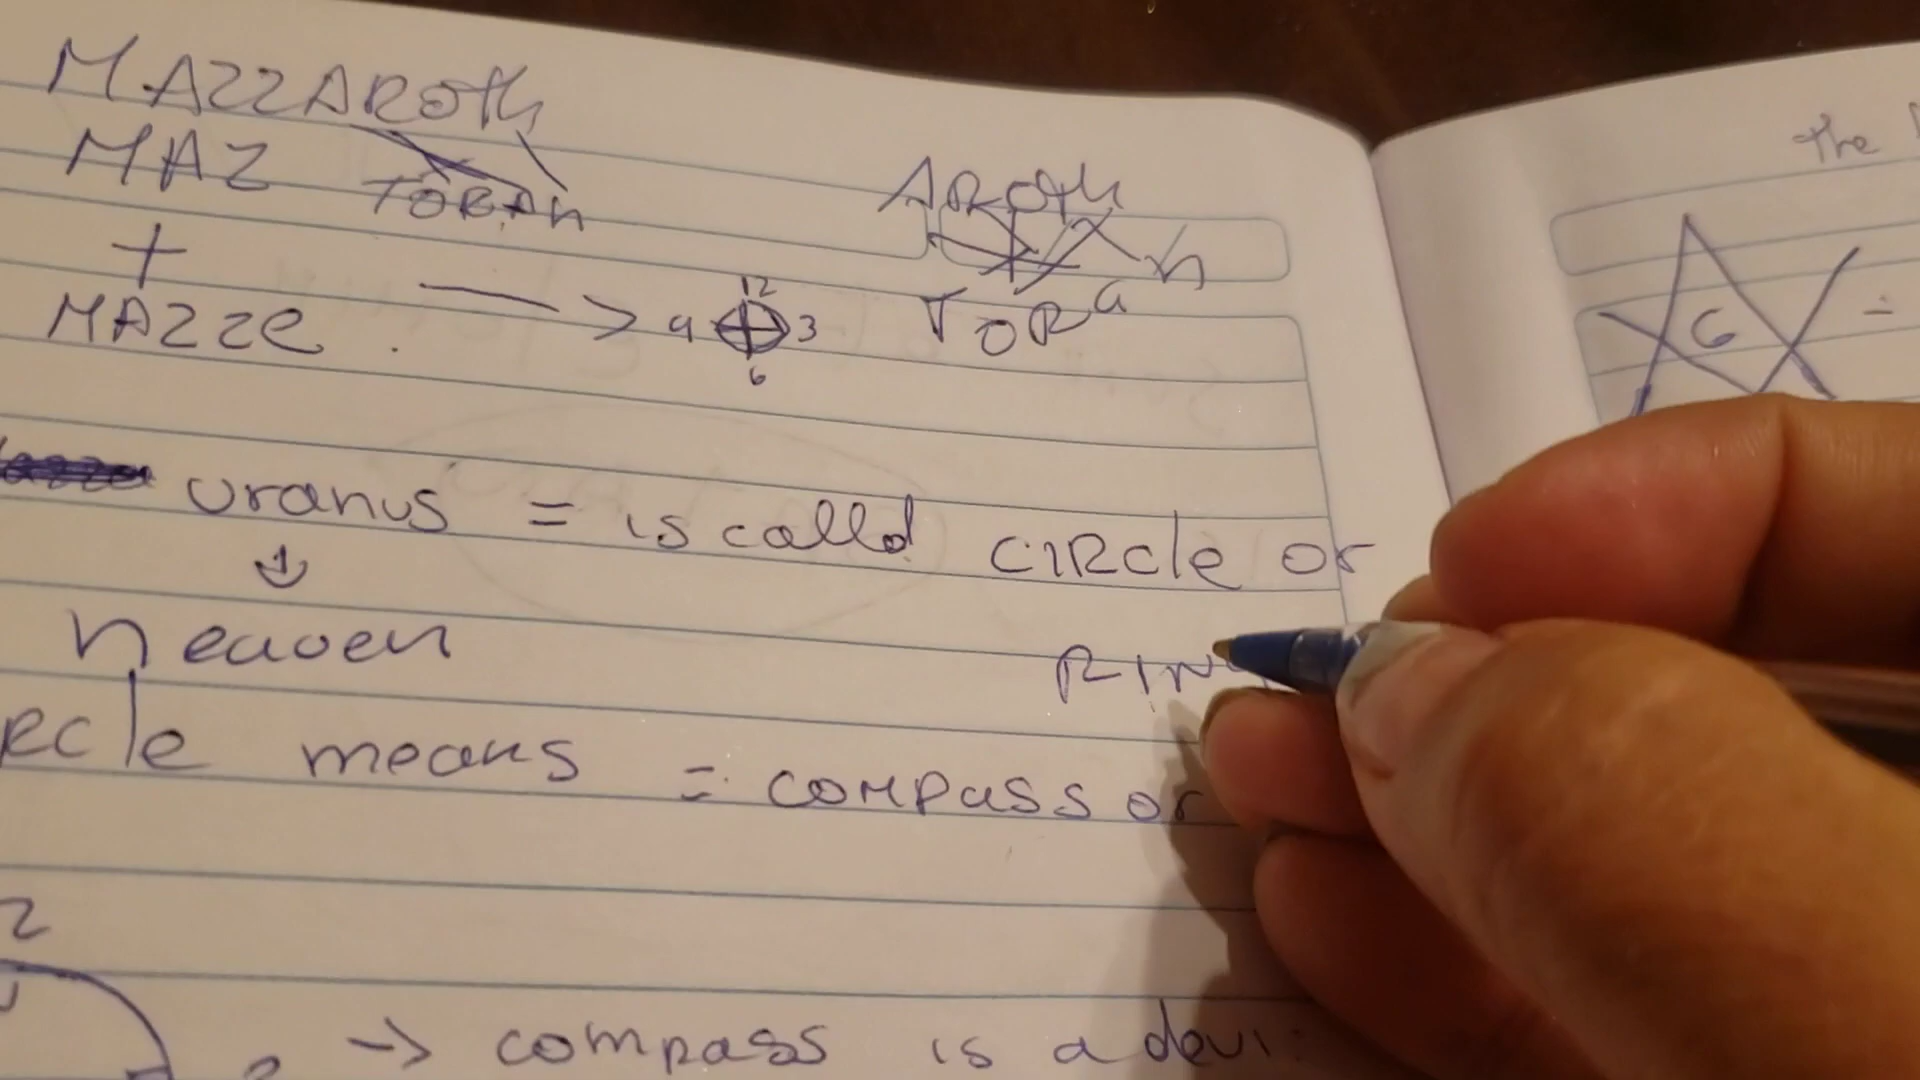 MAZZAROth
MAZ TORAh
+
MAZZe . —> 9 12 3 6
AROth
h
TORa
the
6
uranus = is called CIRcle or
RIN
heaven
Rcle means = compass or
2
-> compass is a devi